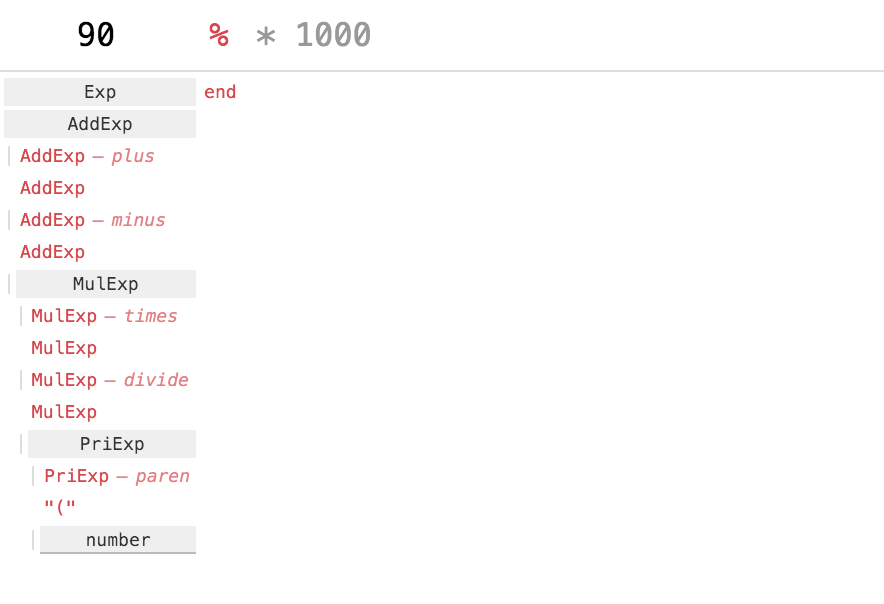 90 % * 1000
Exp end
AddExp
AddExp – plus
AddExp
AddExp – minus
AddExp
MulExp
MulExp – times
MulExp
MulExp – divide
MulExp
PriExp
PriExp – paren
"("
number